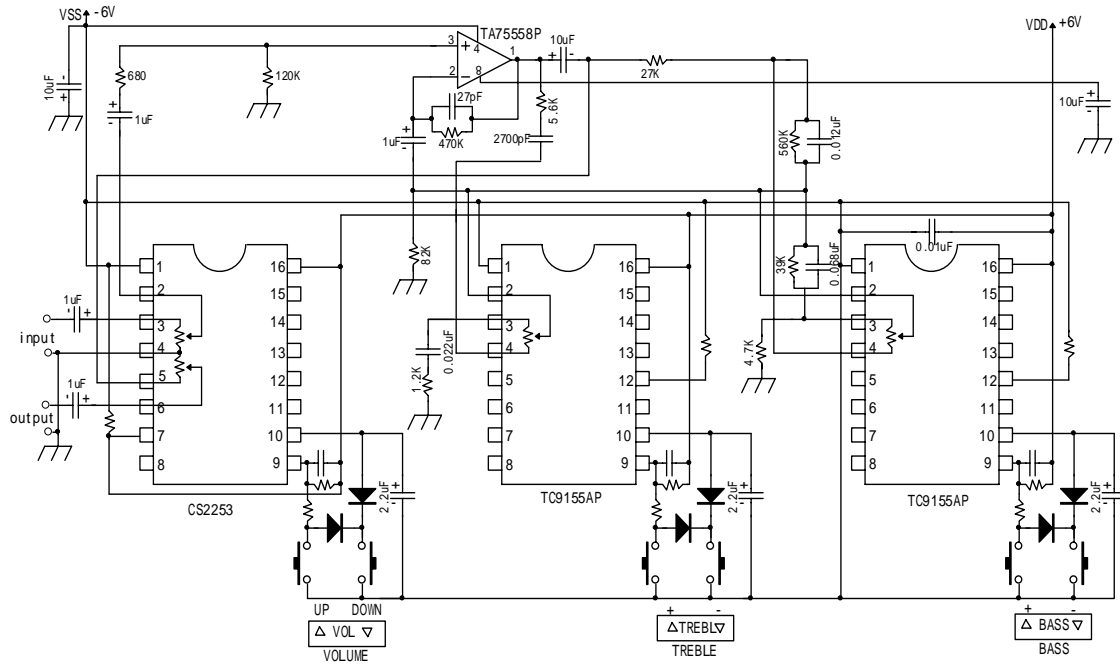 VSS -6V
TA75558P
VDD +6V
680
120K
10uF
1uF
3
4
1
2
8
10uF
27K
27pF
470K
1uF
5.6K
2700pF
560K
0.012uF
10uF
82K
39K
0.068uF
0.01uF
1uF
input
1uF
output
1
2
3
4
5
6
7
8
16
15
14
13
12
11
10
9
CS2253
2.2uF
0.022uF
1.2K
1
2
3
4
5
6
7
8
16
15
14
13
12
11
10
9
TC9155AP
2.2uF
4.7K
1
2
3
4
5
6
7
8
16
15
14
13
12
11
10
9
TC9155AP
2.2uF
UP DOWN
△ VOL ▽
VOLUME
+ -
△TREBL▽
TREBLE
+ -
△ BASS▽
BASS